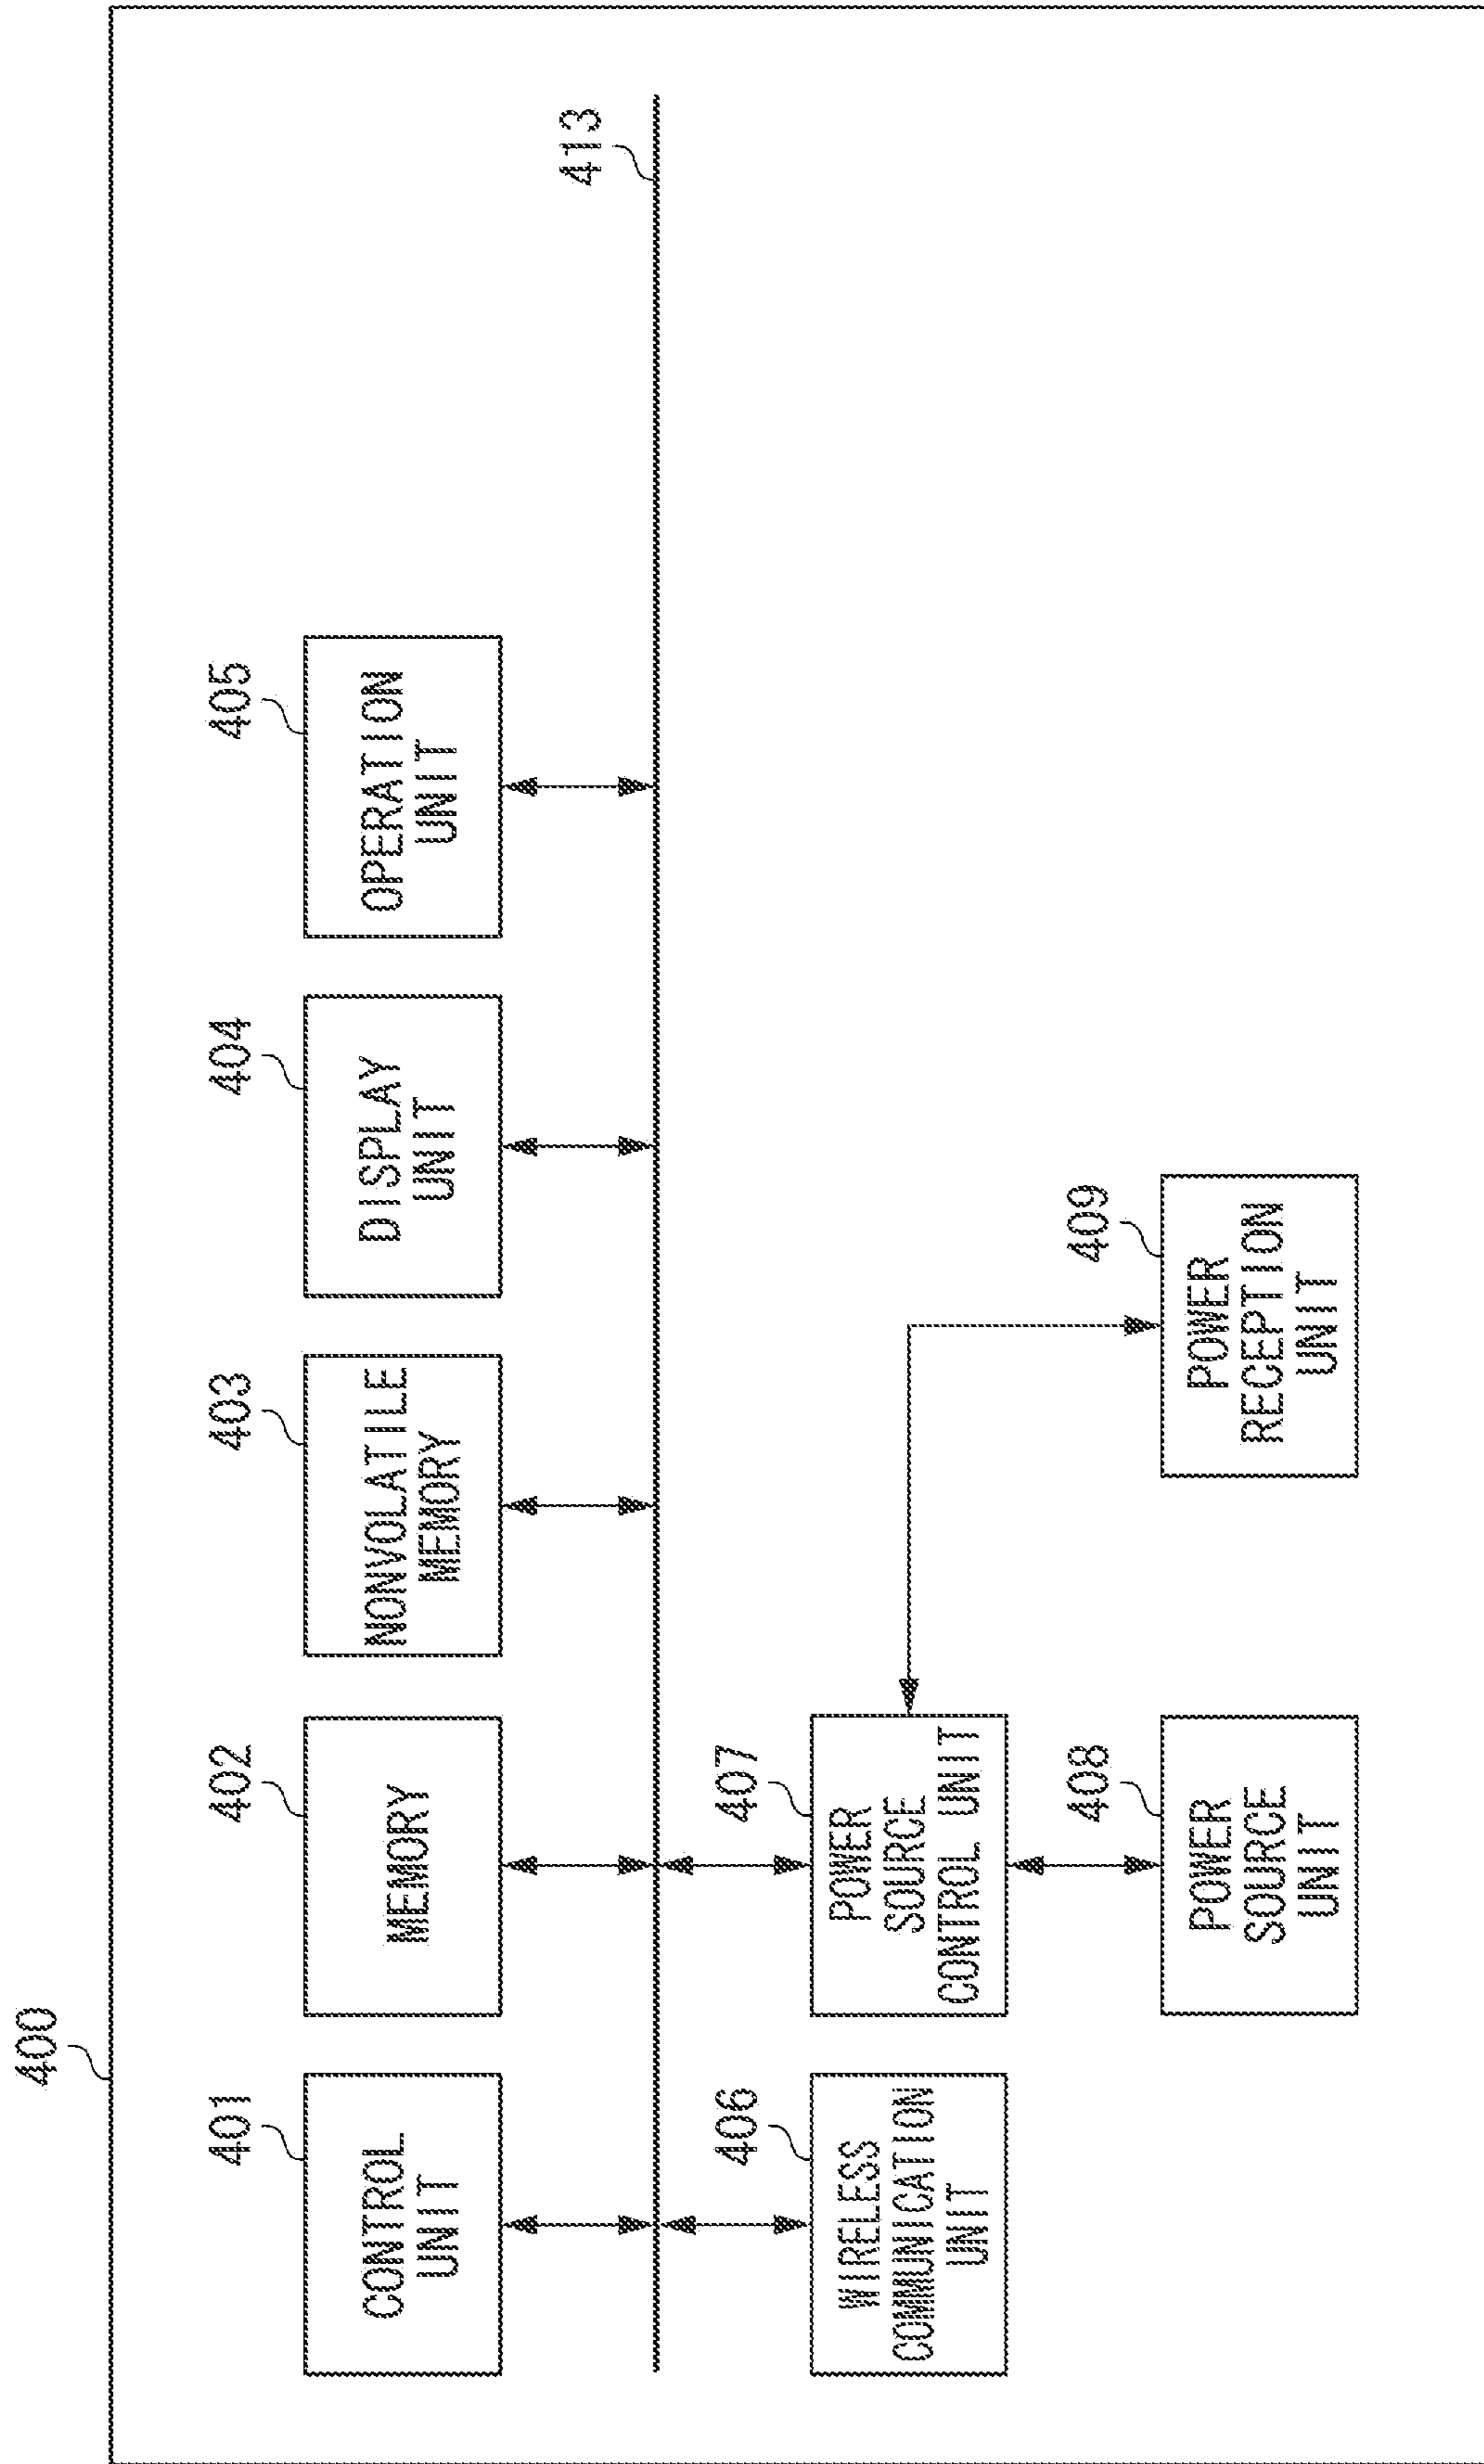 400
401
CONTROL
UNIT
402
MEMORY
403
NONVOLATILE
MEMORY
404
DISPLAY
UNIT
405
OPERATION
UNIT
413
406
WIRELESS
COMMUNICATION
UNIT
407
POWER
SOURCE
CONTROL UNIT
408
POWER
SOURCE
UNIT
409
POWER
RECEPTION
UNIT